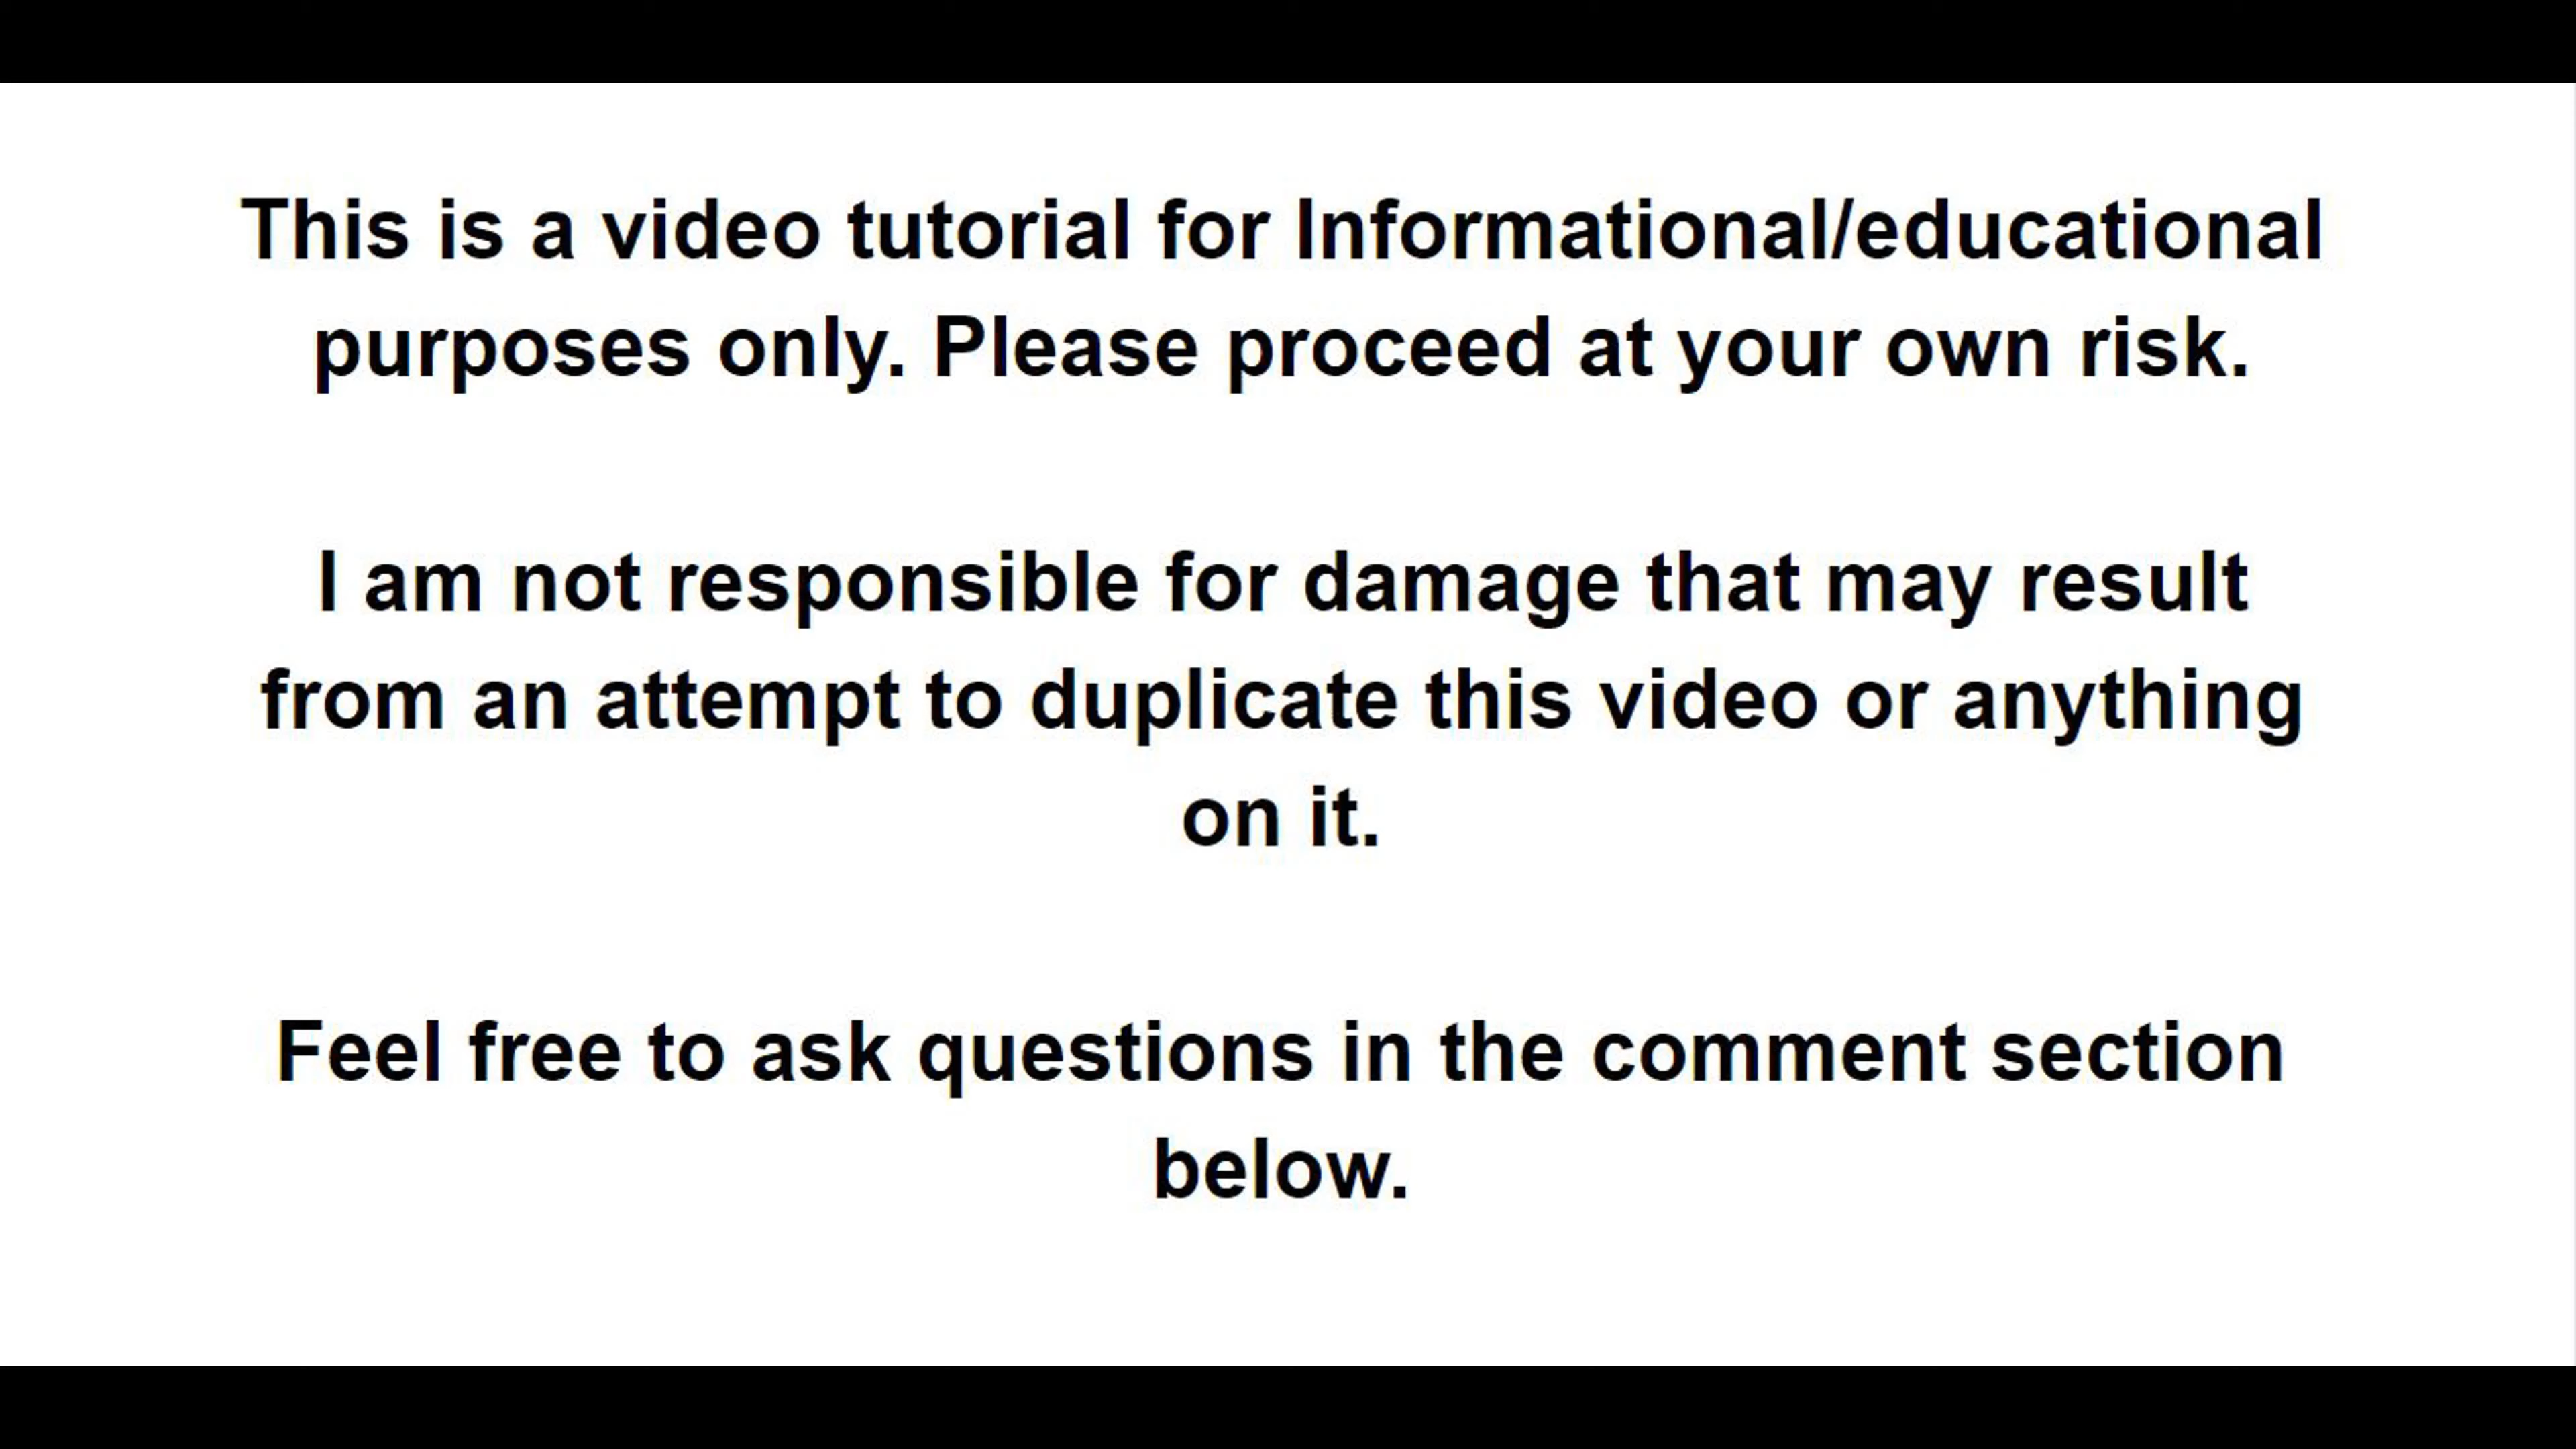 This is a video tutorial for Informational/educational
purposes only. Please proceed at your own risk.
I am not responsible for damage that may result
from an attempt to duplicate this video or anything
on it.
Feel free to ask questions in the comment section
below.